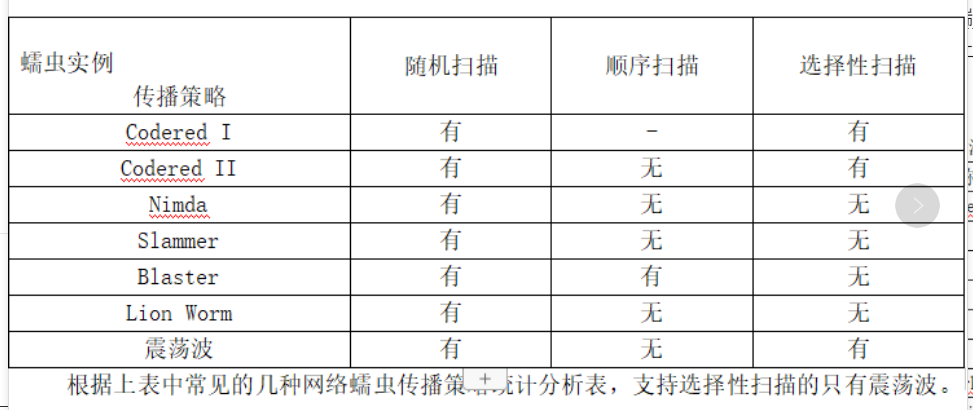 蠕虫实例 随机扫描 顺序扫描 选择性扫描
传播策略
Codered I 有 - 有
Codered II 有 无 有
Nimda 有 无 无
Slammer 有 无 无
Blaster 有 有 无
Lion Worm 有 无 无
震荡波 有 无 有
根据上表中常见的几种网络蠕虫传播策 统计分析表，支持选择性扫描的只有震荡波。